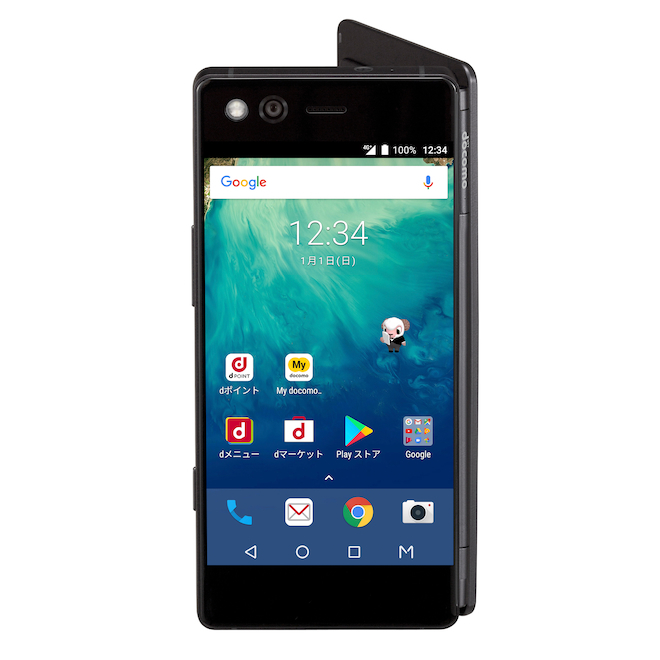 4G+ 100% 12:34
docomo
Google
12:34
1月1日(日)
d POINT
My docomo
dポイント
My docomo..
dメニュー
dマーケット
Play ストア
Google